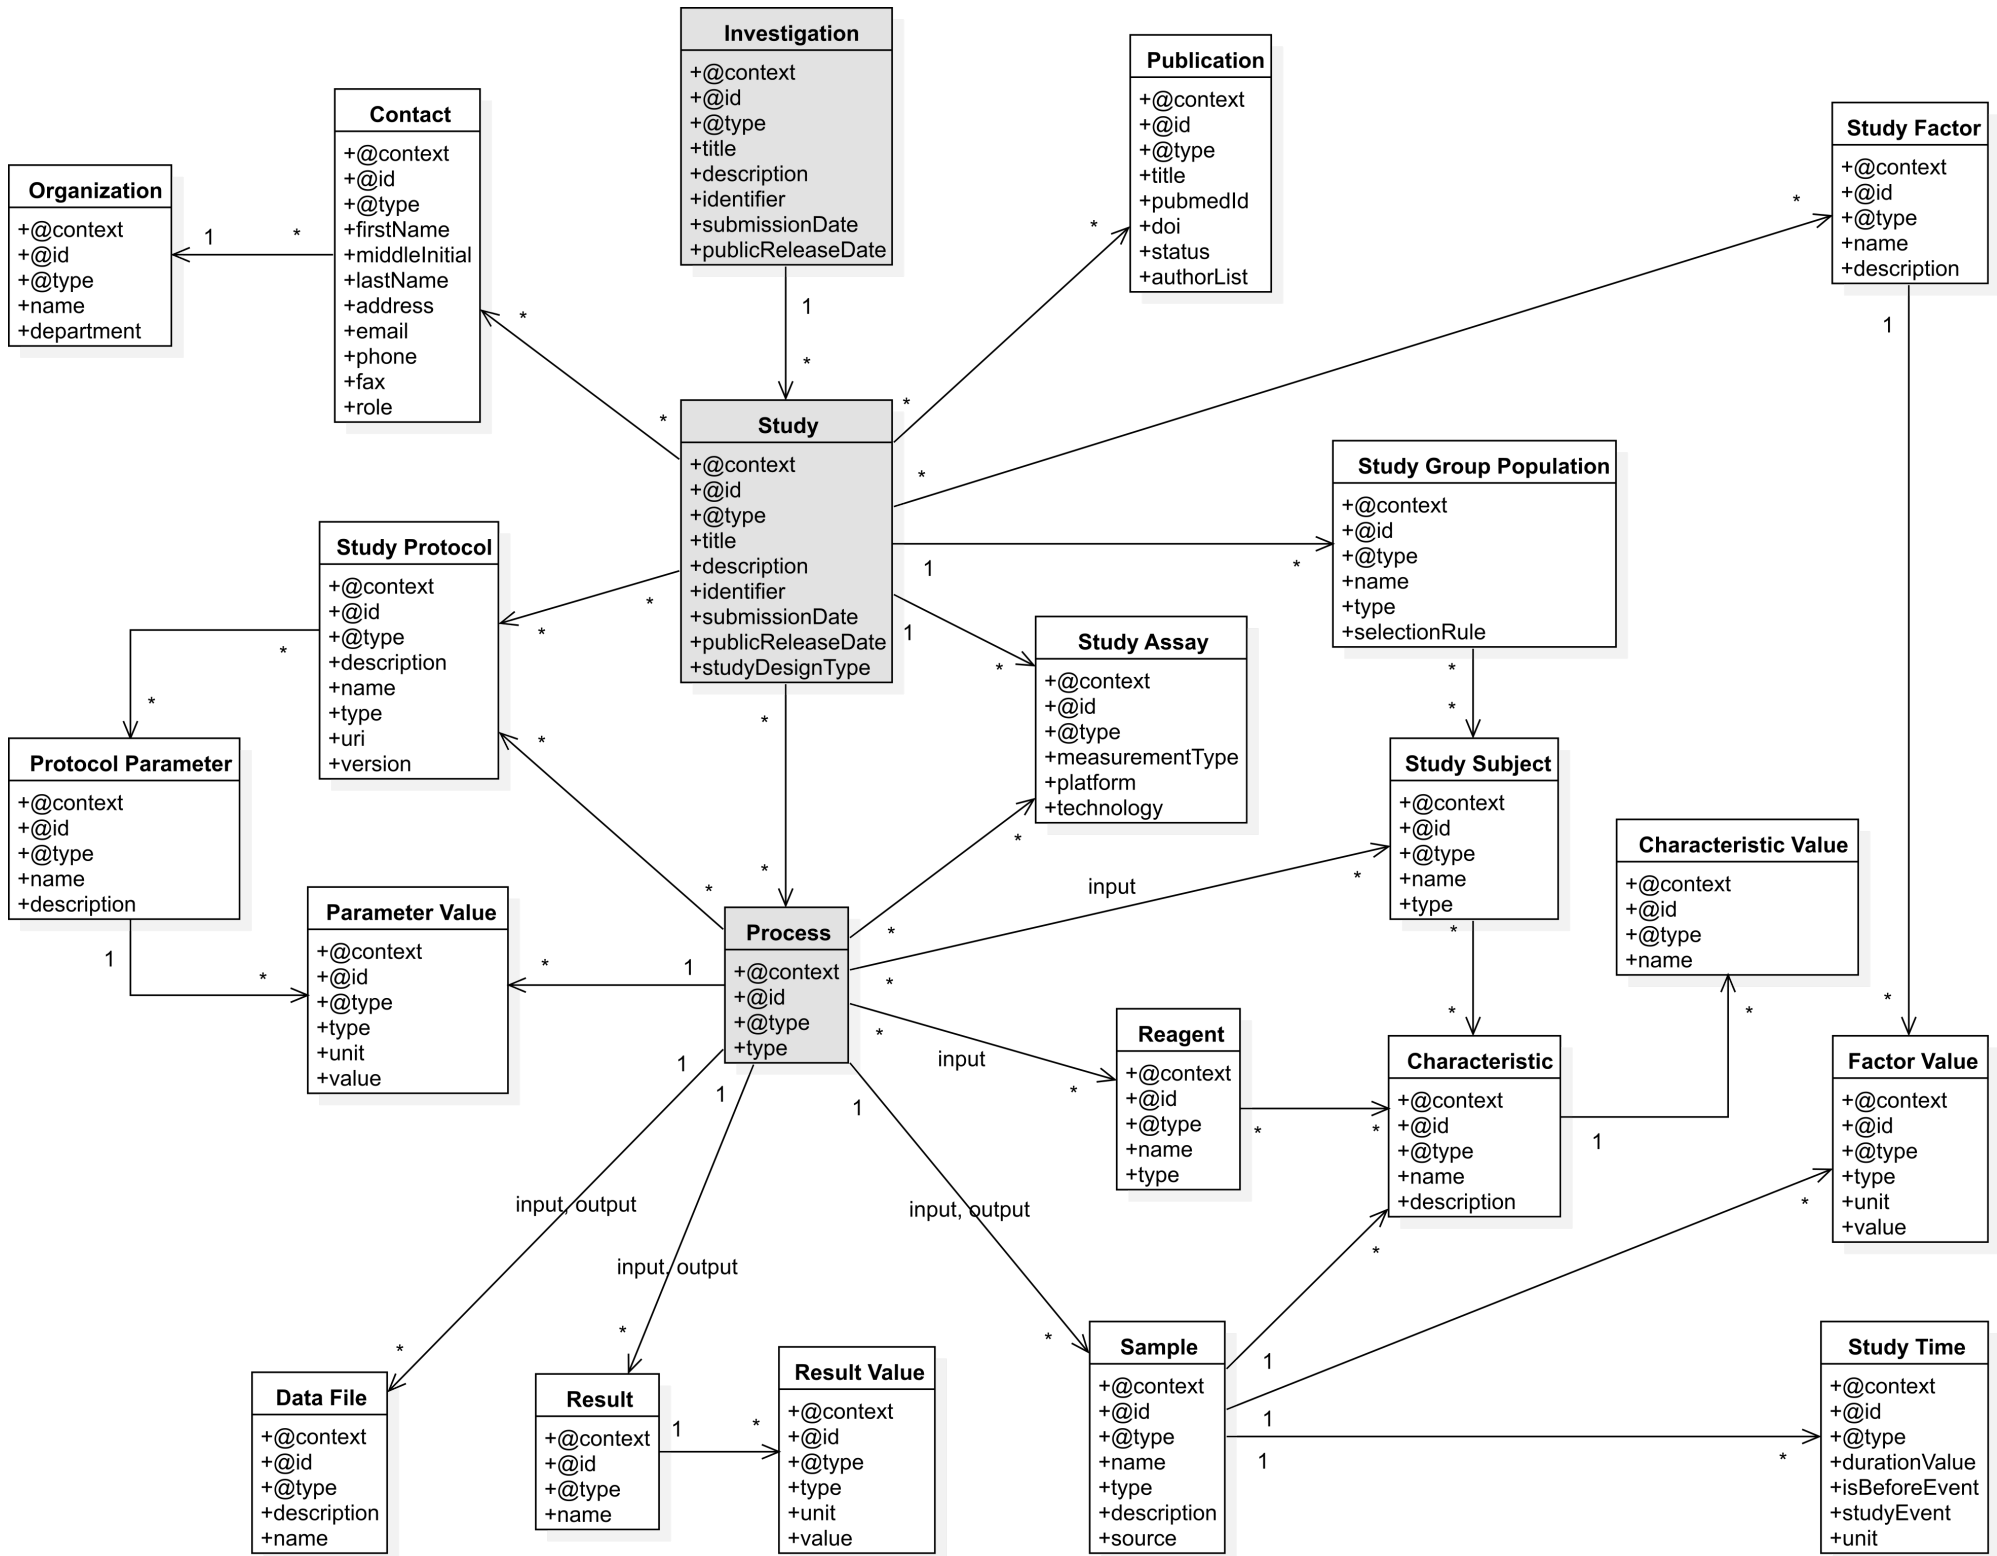 Investigation
+@context
+@id
+@type
+title
+description
+identifier
+submissionDate
+publicReleaseDate
Publication
+@context
+@id
+@type
+title
+pubmedId
+doi
+status
+authorList
Contact
+@context
+@id
+@type
+firstName
+middleInitial
+lastName
+address
+email
+phone
+fax
+role
Study Factor
+@context
+@id
+@type
+name
+description
Organization
+@context
+@id
+@type
+name
+department
1
*
*
*
1
*
*
*
*
*
1
Study
+@context
+@id
+@type
+title
+description
+identifier
+submissionDate
+publicReleaseDate
+studyDesignType
Study Group Population
+@context
+@id
+@type
+name
+type
+selectionRule
1
*
Study Protocol
+@context
+@id
+@type
+description
+name
+type
+uri
+version
*
*
1
*
Study Assay
+@context
+@id
+@type
+measurementType
+platform
+technology
*
*
*
*
Protocol Parameter
+@context
+@id
+@type
+name
+description
*
*
*
*
Study Subject
+@context
+@id
+@type
+name
+type
Characteristic Value
+@context
+@id
+@type
+name
*
*
*
input
*
*
Parameter Value
+@context
+@id
+@type
+type
+unit
+value
1
*
*
1
Process
+@context
+@id
+@type
+type
*
*
*
*
*
input
*
Reagent
+@context
+@id
+@type
+name
+type
Characteristic
+@context
+@id
+@type
+name
+description
Factor Value
+@context
+@id
+@type
+type
+unit
+value
*
*
1
1
1
1
input, output
input, output
input, output
*
*
*
*
*
Data File
+@context
+@id
+@type
+description
+name
Result
+@context
+@id
+@type
+name
1
*
Result Value
+@context
+@id
+@type
+type
+unit
+value
Sample
+@context
+@id
+@type
+name
+type
+description
+source
1
1
1
*
Study Time
+@context
+@id
+@type
+durationValue
+isBeforeEvent
+studyEvent
+unit